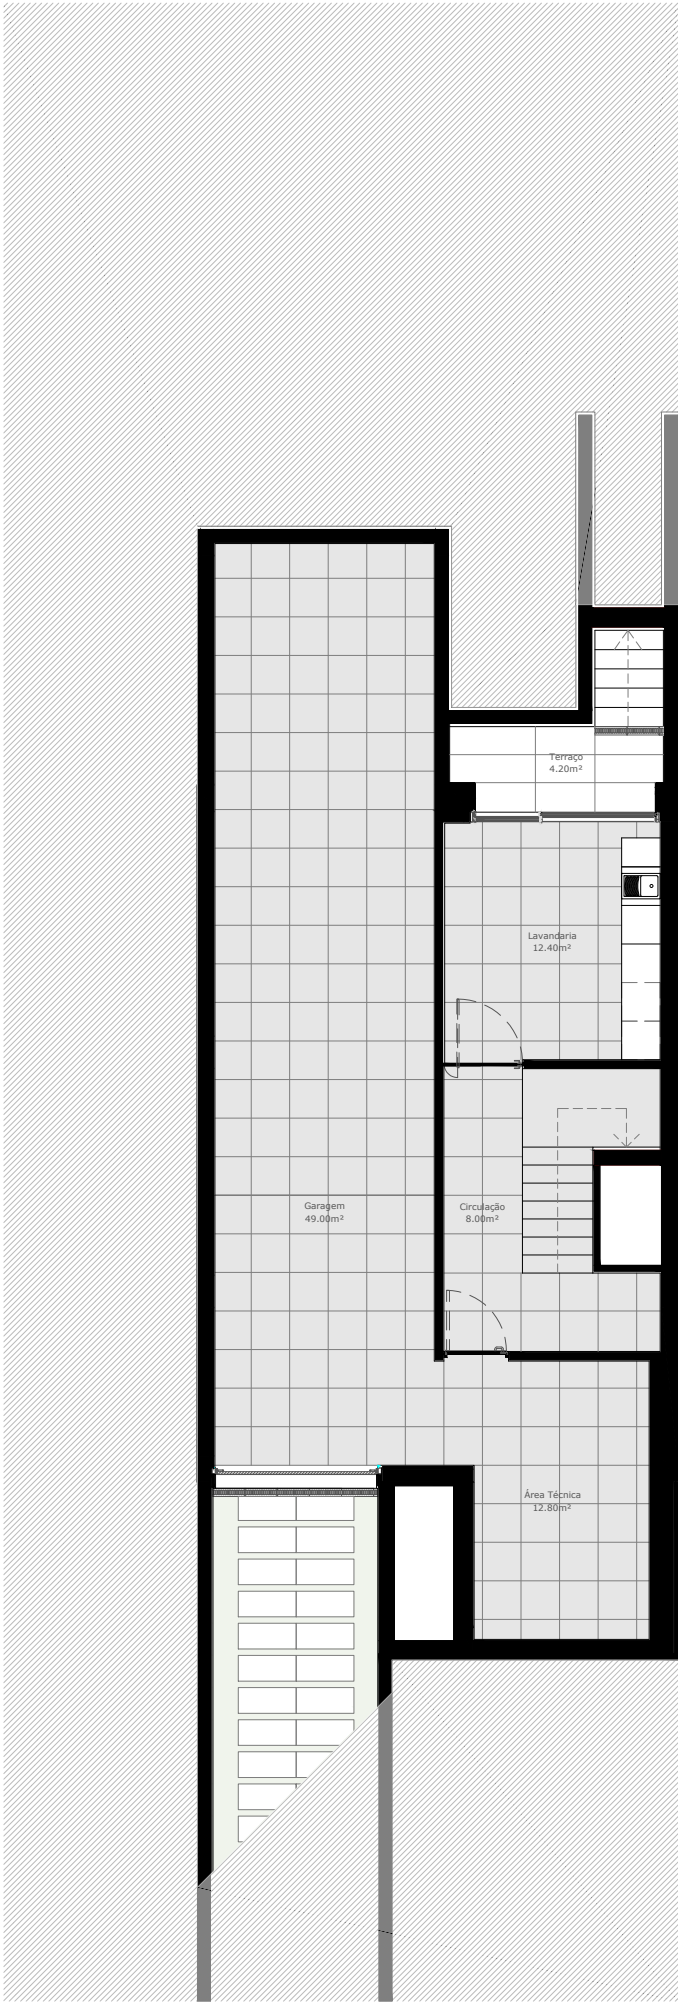 Terraço
4.20m²
Lavandaria
12.40m²
Garagem
49.00m²
Circulação
8.00m²
Área Técnica
12.80m²